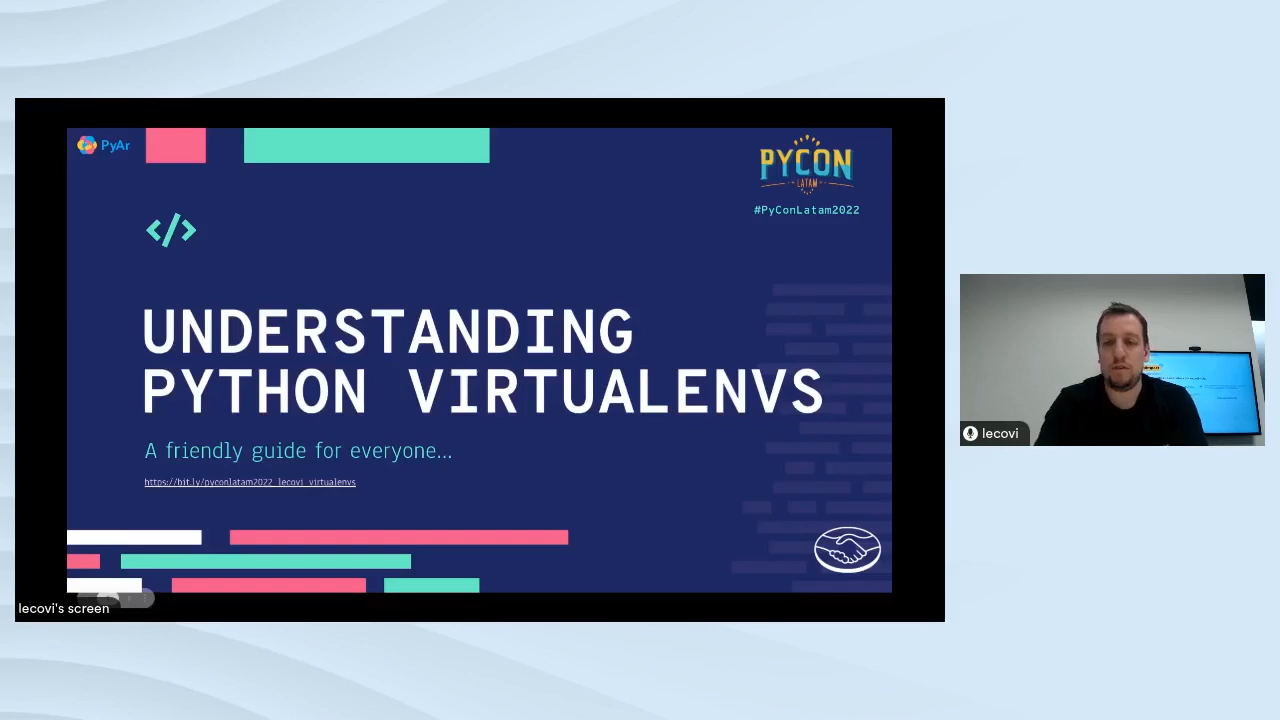 PyAr
PYCON
LATAM
#PyConLatam2022
</>
UNDERSTANDING
PYTHON VIRTUALENVS
A friendly guide for everyone...
https://bit.ly/pyconlatam2022_lecovi_virtualenvs
lecovi
lecovi's screen